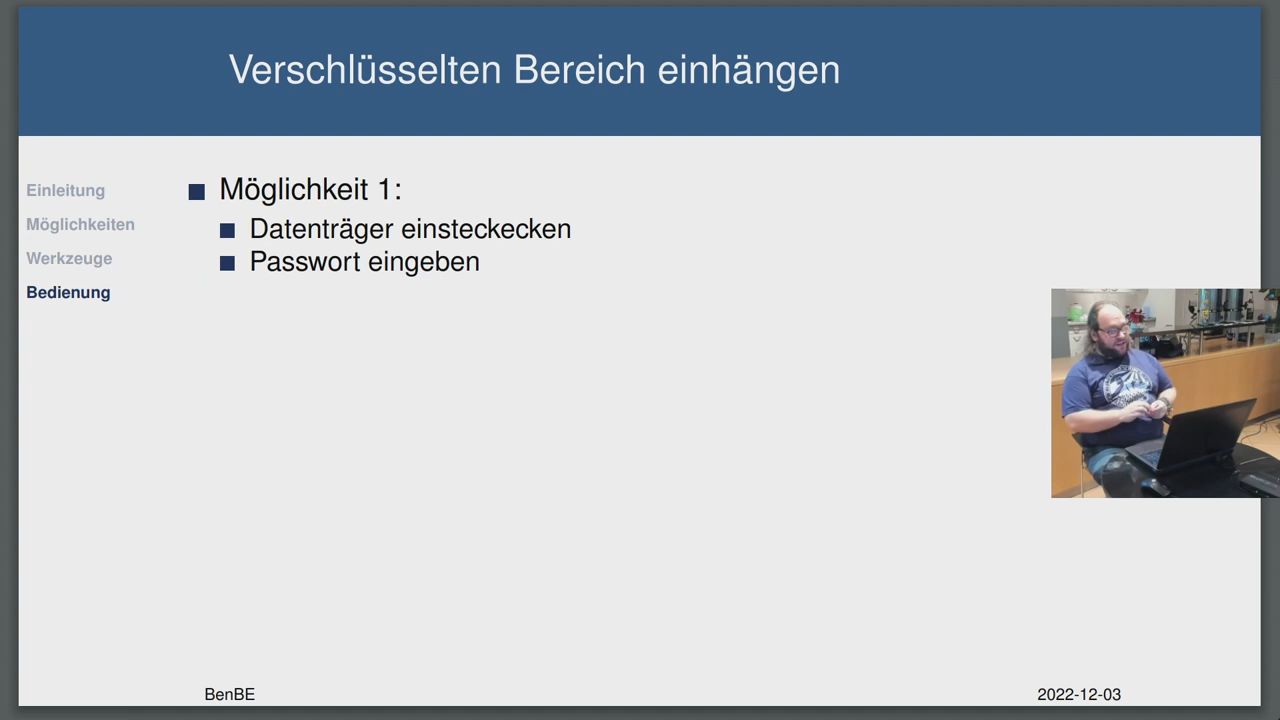 Verschlüsselten Bereich einhängen
Einleitung
Möglichkeiten
Werkzeuge
Bedienung
Möglichkeit 1:
Datenträger einsteckecken
Passwort eingeben
BenBE
2022-12-03